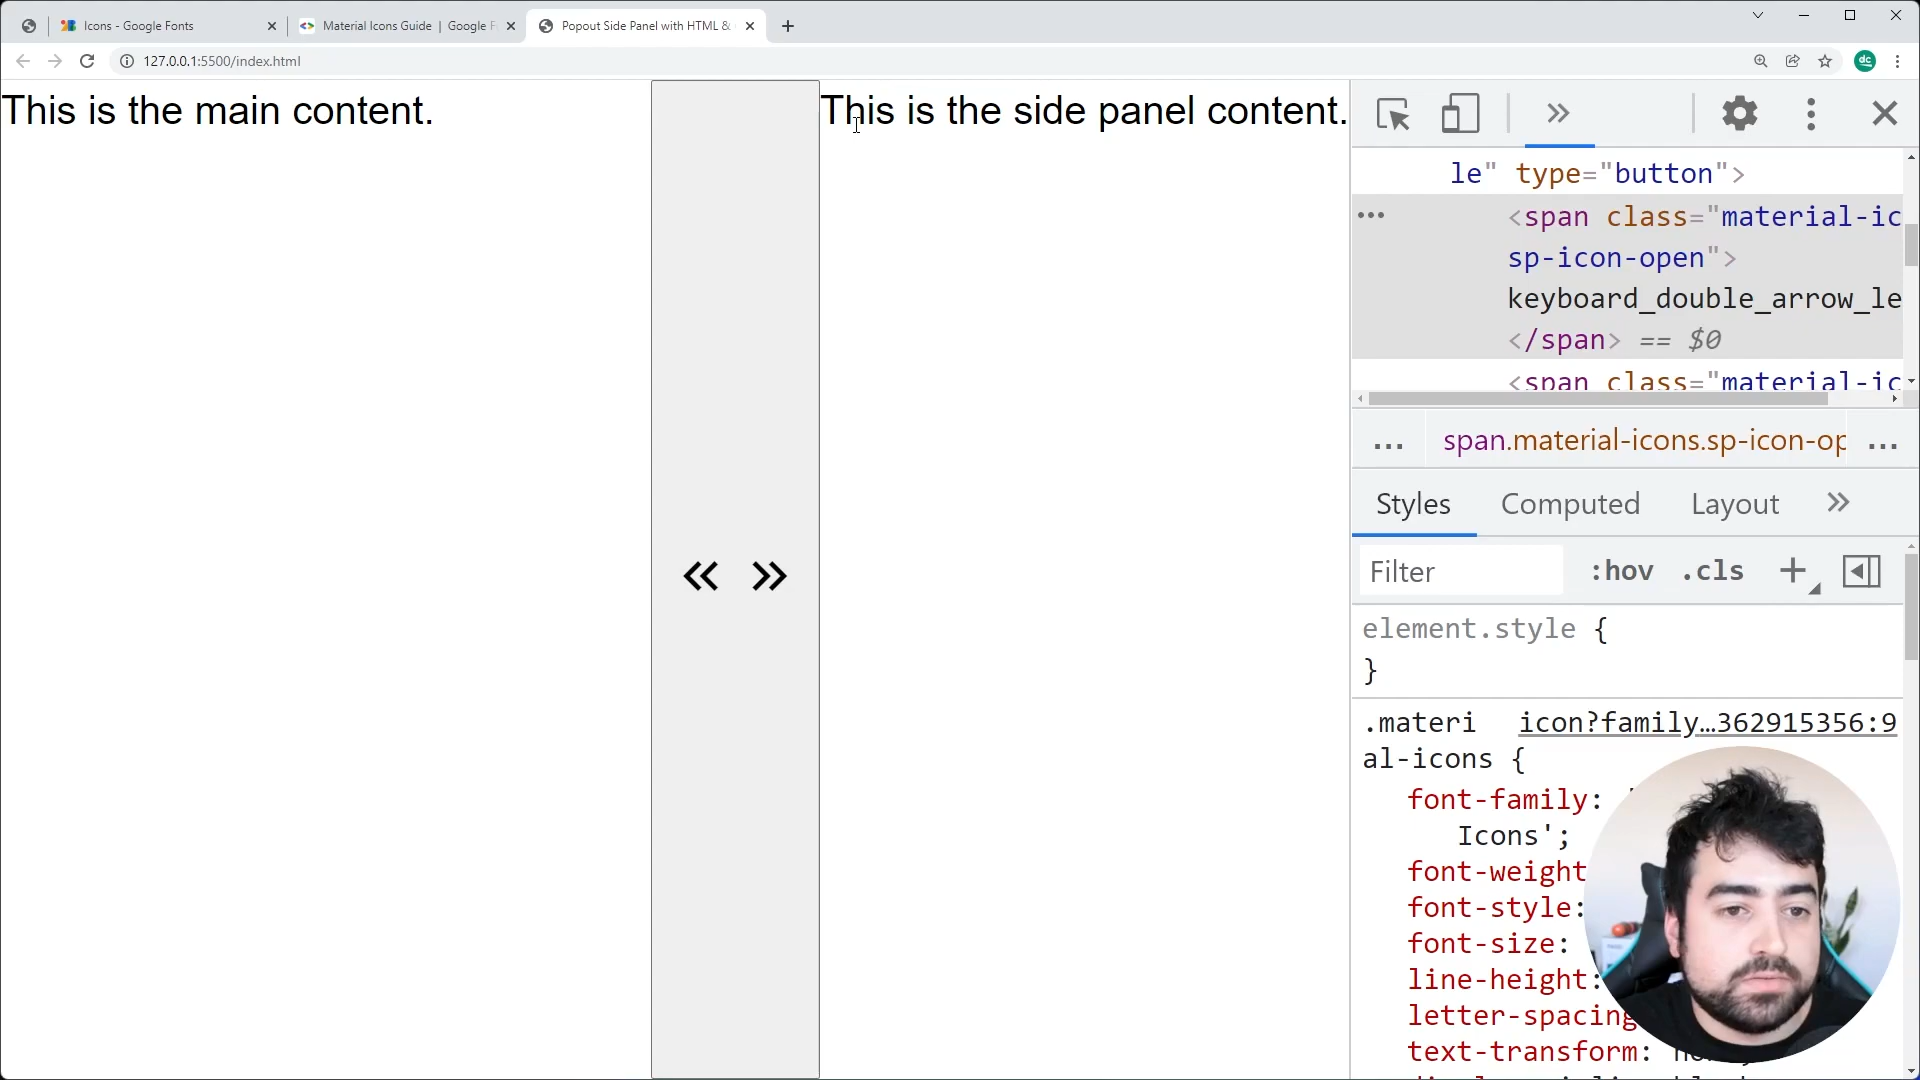 Icons - Google Fonts
Material Icons Guide | Google F
Popout Side Panel with HTML &
127.0.0.1:5500/index.html
dc
This is the main content.
This is the side panel content.
le" type="button">
<span class="material-ic
sp-icon-open">
keyboard_double_arrow_le
</span> == $0
<span class="material-ic
... span.material-icons.sp-icon-op ...
Styles Computed Layout
Filter :hov .cls
element.style {
}
.materi icon?family…362915356:9
al-icons {
font-family: '
Icons';
font-weight
font-style:
font-size:
line-height:
letter-spacing
text-transform: